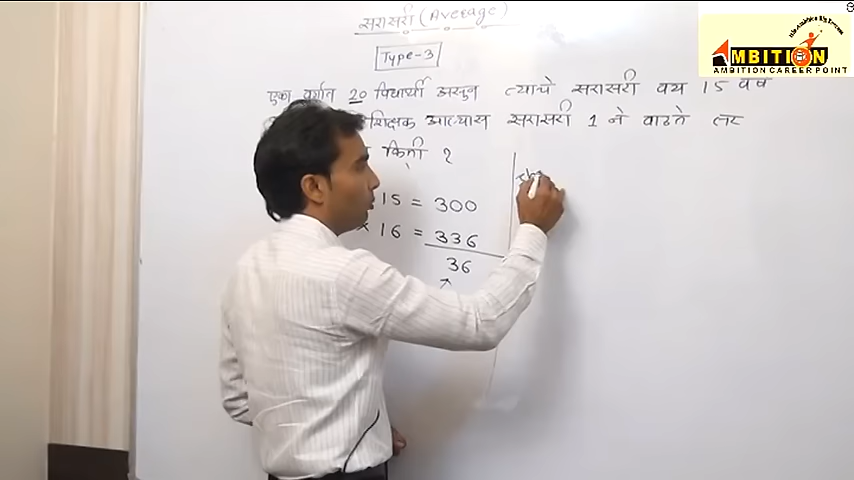 सरासरी (Average)
Type-3
एका वर्गात 20 विद्यार्थी असुन त्याचे सरासरी वय 15 वर्ष
शिक्षक आल्यास सरासरी 1 ने वाढते तर
किती ?
15 = 300
× 16 = 336
36
AMBITION
AMBITION CAREER POINT